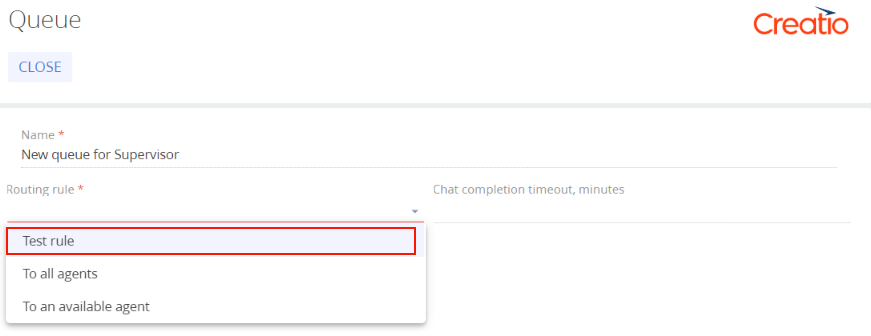 Queue
Creatio
CLOSE
Name *
New queue for Supervisor
Routing rule *
Chat completion timeout, minutes
Test rule
To all agents
To an available agent